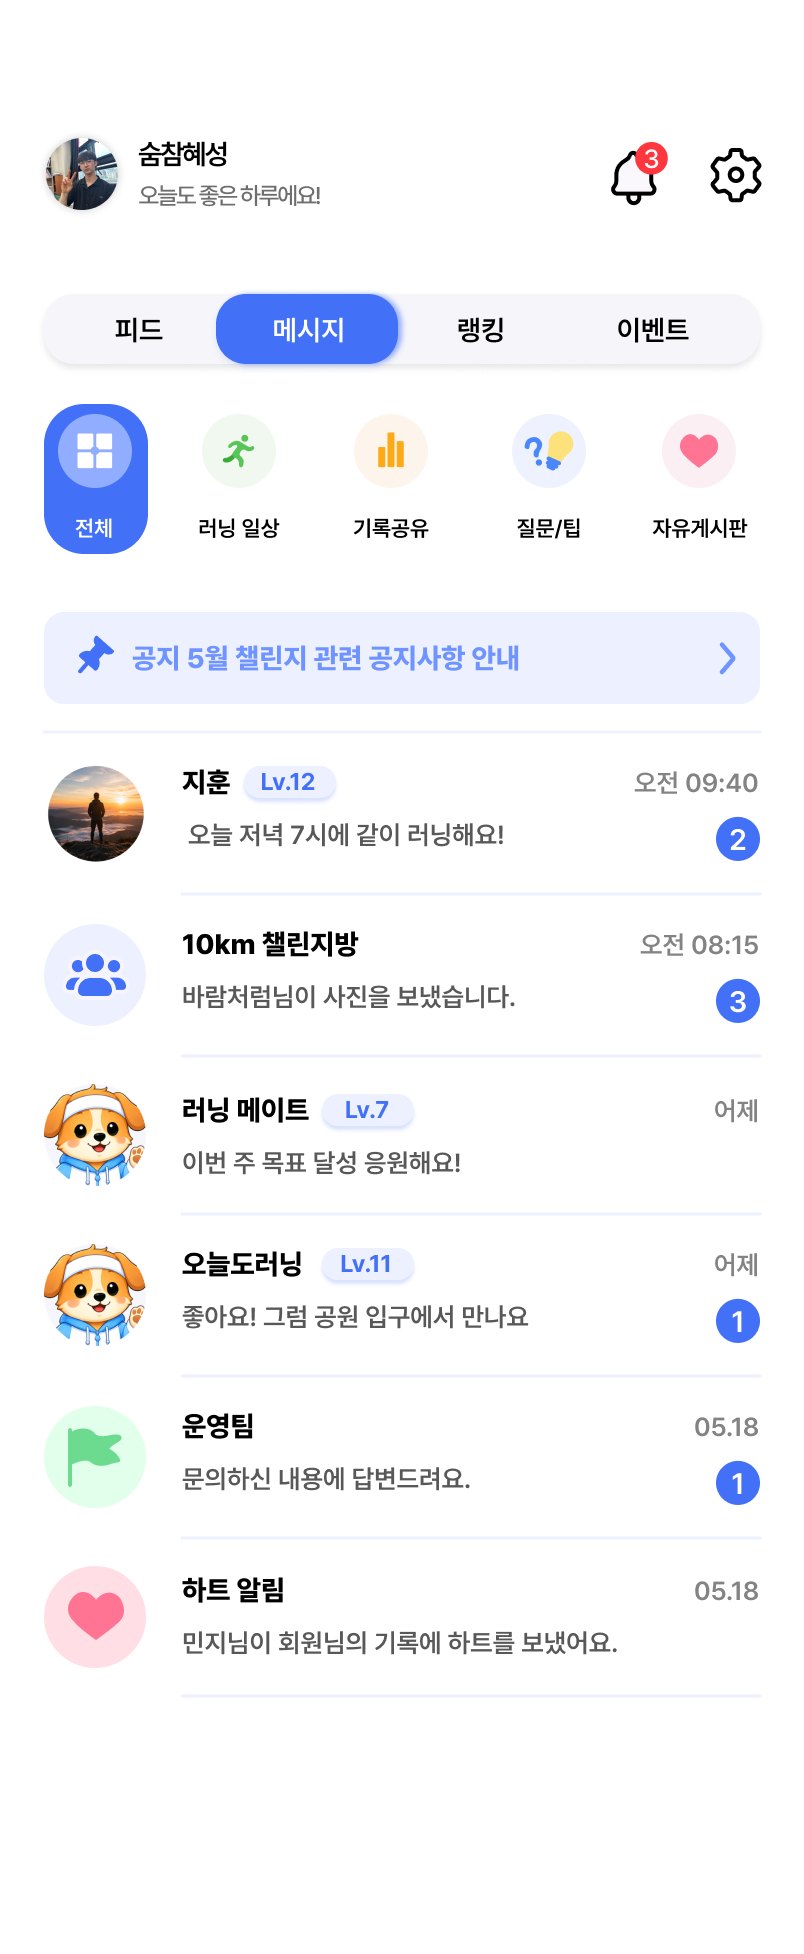 숨참혜성
3
오늘도 좋은 하루에요!
피드 메시지 랭킹 이벤트
전체 러닝 일상 기록공유 질문/팁 자유게시판
공지 5월 챌린지 관련 공지사항 안내
지훈 Lv.12 오전 09:40
오늘 저녁 7시에 같이 러닝해요! 2
10km 챌린지방 오전 08:15
바람처럼님이 사진을 보냈습니다. 3
러닝 메이트 Lv.7 어제
이번 주 목표 달성 응원해요!
오늘도러닝 Lv.11 어제
좋아요! 그럼 공원 입구에서 만나요 1
운영팀 05.18
문의하신 내용에 답변드려요. 1
하트 알림 05.18
민지님이 회원님의 기록에 하트를 보냈어요.